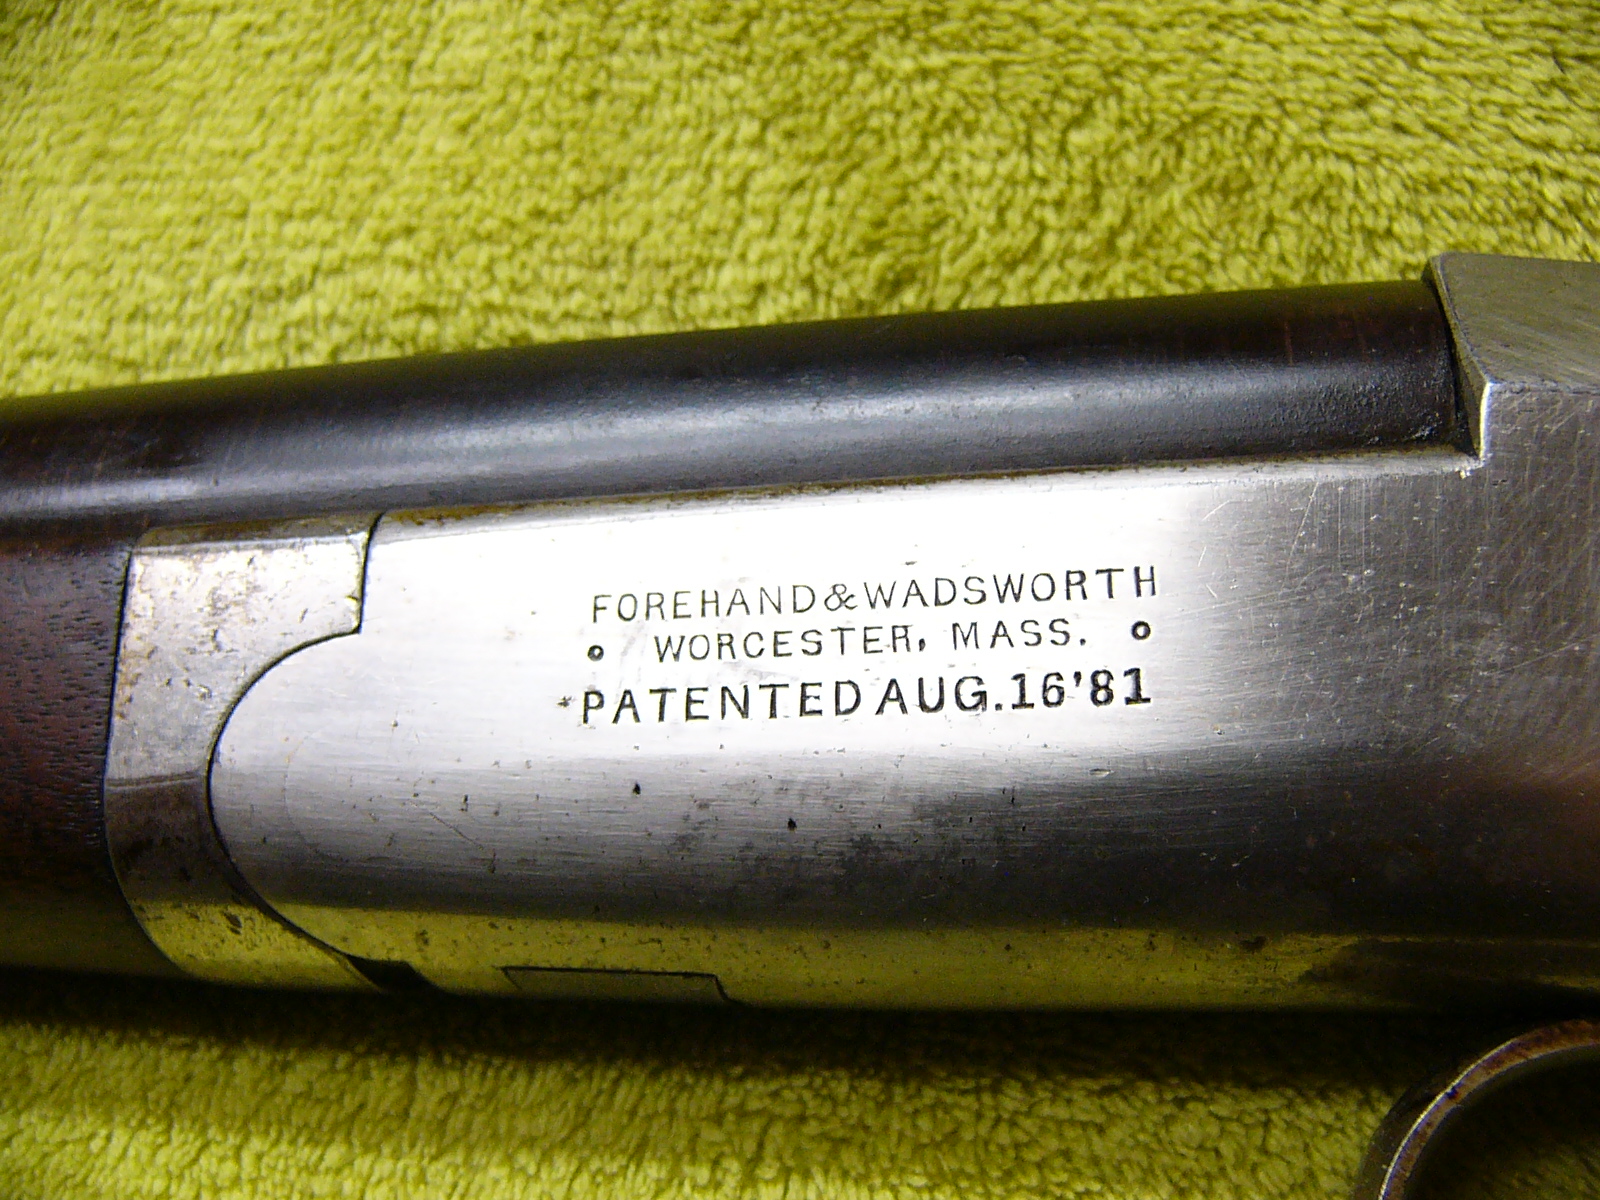 FOREHAND & WADSWORTH
WORCESTER, MASS.
PATENTED AUG. 16'81